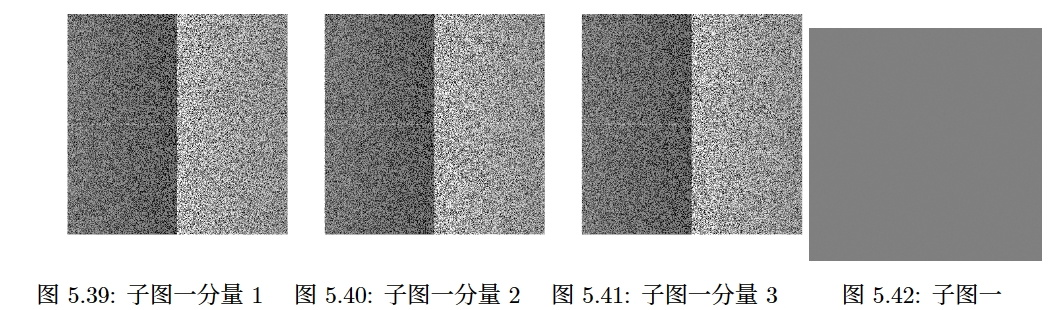 图 5.39: 子图一分量 1
图 5.40: 子图一分量 2
图 5.41: 子图一分量 3
图 5.42: 子图一